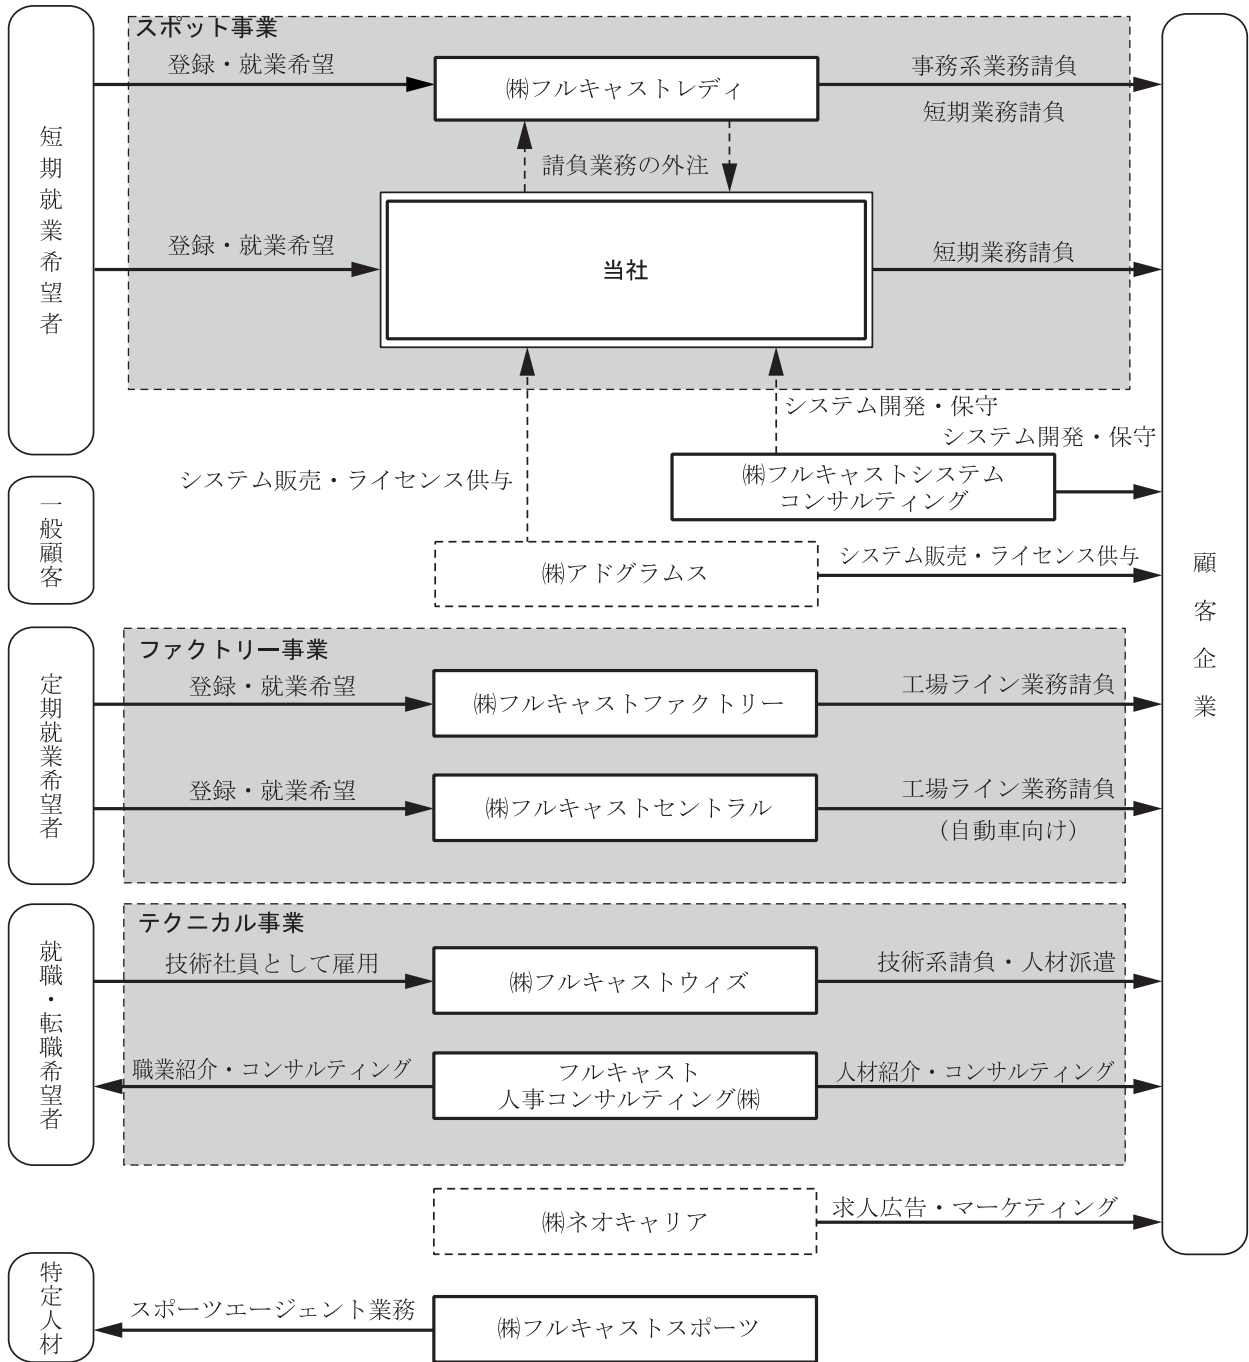 スポット事業
短期就業希望者
登録・就業希望
㈱フルキャストレディ
事務系業務請負
短期業務請負
請負業務の外注
登録・就業希望
当社
短期業務請負
システム開発・保守
システム開発・保守
システム販売・ライセンス供与
㈱フルキャストシステム
コンサルティング
一般顧客
㈱アドグラムス
システム販売・ライセンス供与
顧客企業
ファクトリー事業
定期就業希望者
登録・就業希望
㈱フルキャストファクトリー
工場ライン業務請負
登録・就業希望
㈱フルキャストセントラル
工場ライン業務請負
（自動車向け）
テクニカル事業
就職・転職希望者
技術社員として雇用
㈱フルキャストウィズ
技術系請負・人材派遣
職業紹介・コンサルティング
フルキャスト
人事コンサルティング㈱
人材紹介・コンサルティング
㈱ネオキャリア
求人広告・マーケティング
特定人材
スポーツエージェント業務
㈱フルキャストスポーツ